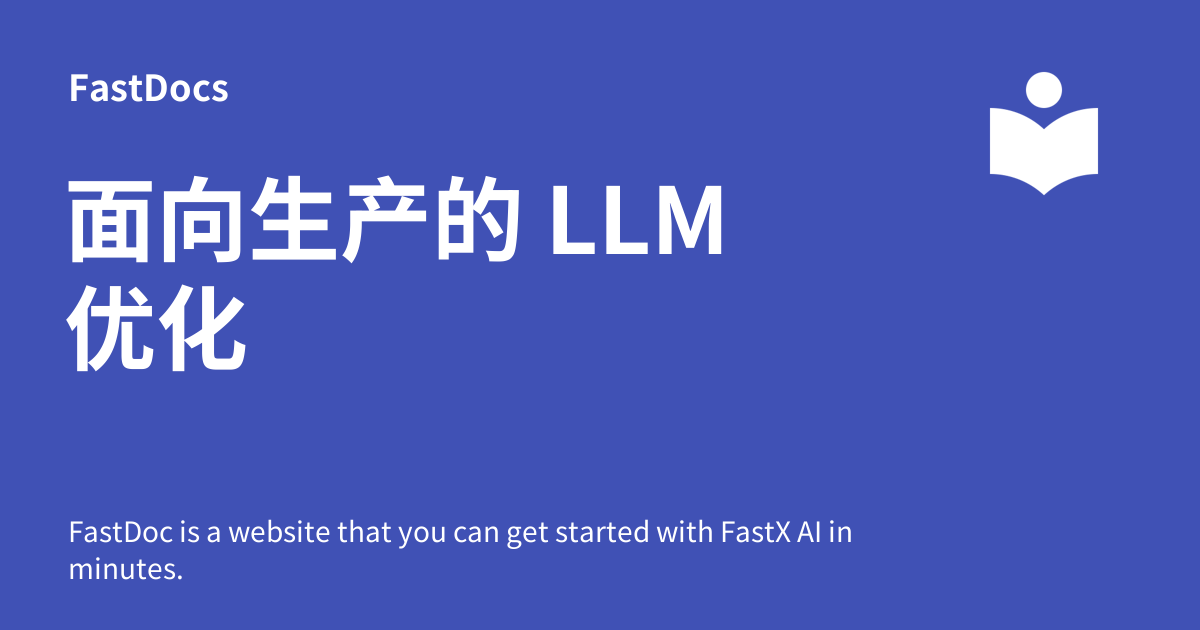 FastDocs
面向生产的 LLM
优化
FastDoc is a website that you can get started with FastX AI in
minutes.